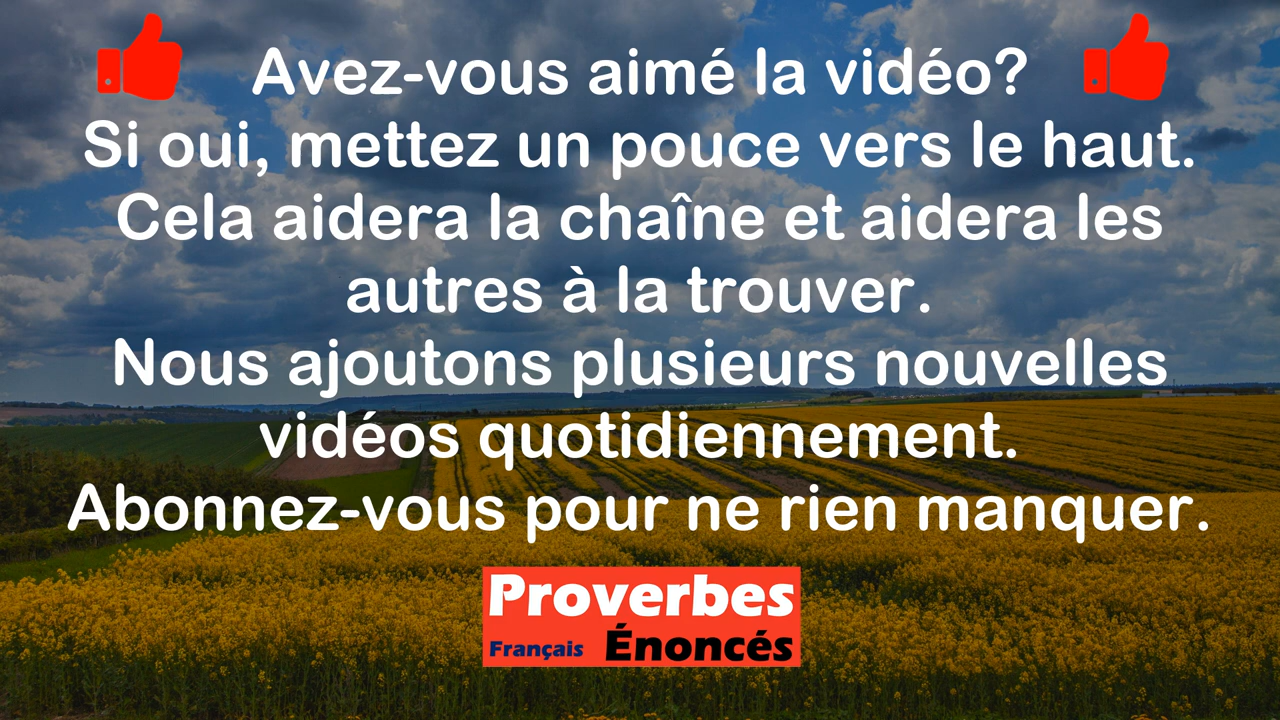 Avez-vous aimé la vidéo?
Si oui, mettez un pouce vers le haut.
Cela aidera la chaîne et aidera les
autres à la trouver.
Nous ajoutons plusieurs nouvelles
vidéos quotidiennement.
Abonnez-vous pour ne rien manquer.
Proverbes
Français Énoncés